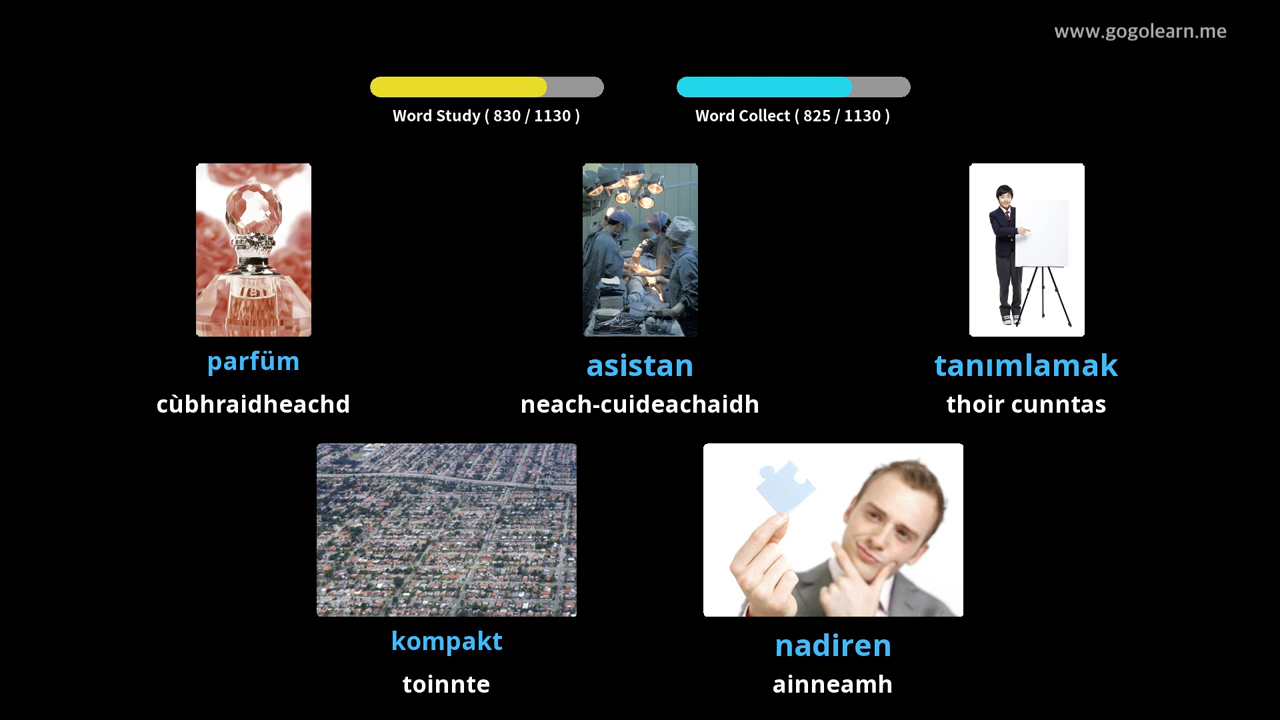 www.gogolearn.me
Word Study ( 830 / 1130 )
Word Collect ( 825 / 1130 )
parfüm
asistan
tanımlamak
cùbhraidheachd
neach-cuideachaidh
thoir cunntas
kompakt
nadiren
toinnte
ainneamh